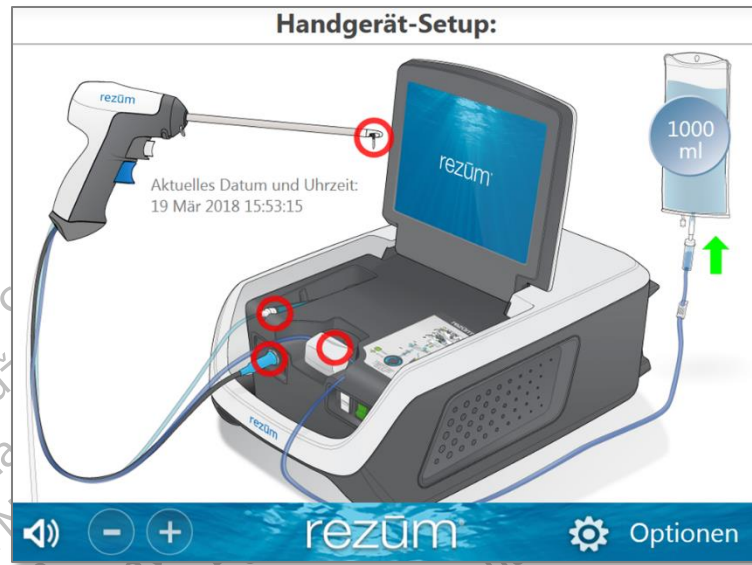 Handgerät-Setup:
rezūm
1000
ml
rezūm
Aktuelles Datum und Uhrzeit:
19 Mär 2018 15:53:15
rezūm
rezūm
- + rezūm Optionen